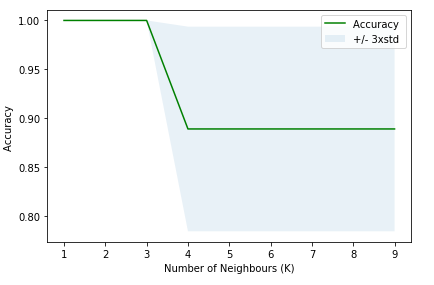 1.00
0.95
0.90
0.85
0.80
Accuracy
Accuracy
+/- 3xstd
1 2 3 4 5 6 7 8 9
Number of Neighbours (K)